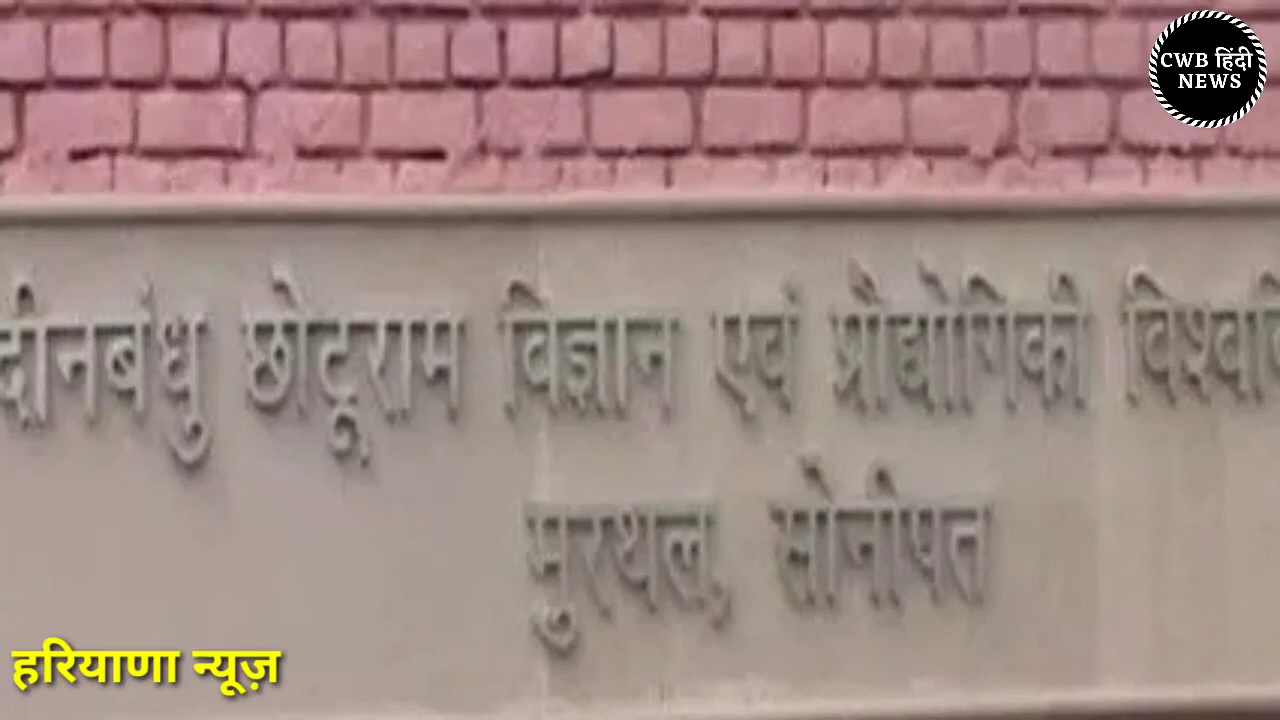 CWB हिंदी
NEWS
दीनबंधु छोटूराम विज्ञान एवं प्रौद्योगिकी
मुरथल, सोनीपत
हरियाणा न्यूज़